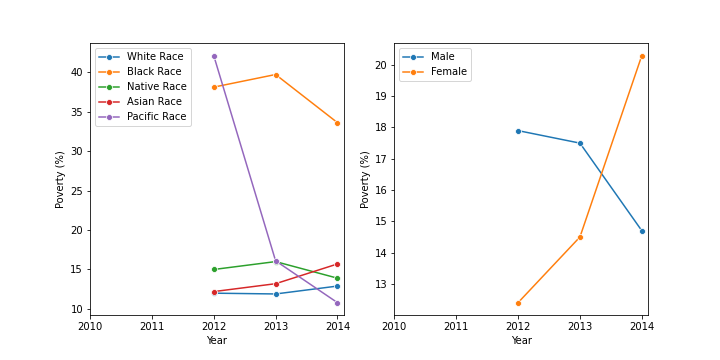 White Race
Black Race
Native Race
Asian Race
Pacific Race
Poverty (%)
40
35
30
25
20
15
10
2010 2011 2012 2013 2014
Year
Male
Female
Poverty (%)
20
19
18
17
16
15
14
13
2010 2011 2012 2013 2014
Year